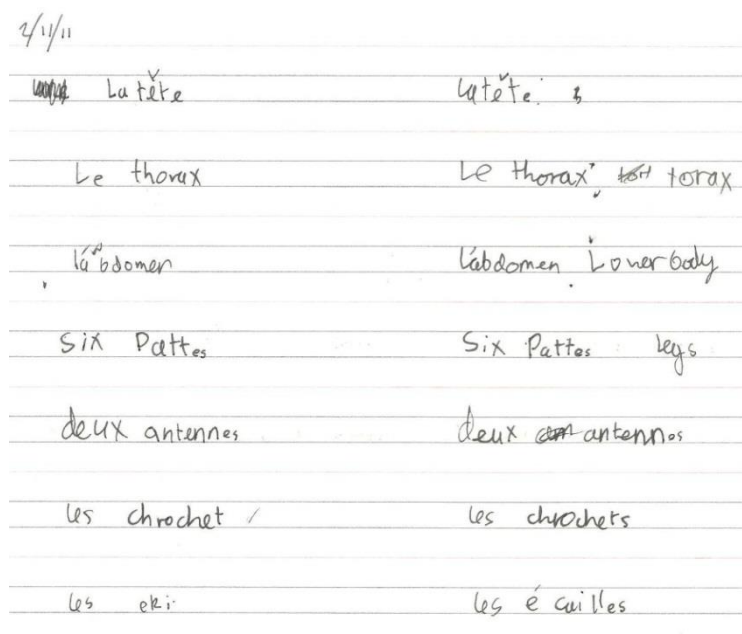 2/11/11
La tête   La tête
Le thorax   Le thorax torax
l'abdomen   l'abdomen Lower body
Six Pattes   Six Pattes legs
deux antennes   deux antennes
les chrochet   les chrochets
les eki   les écailles